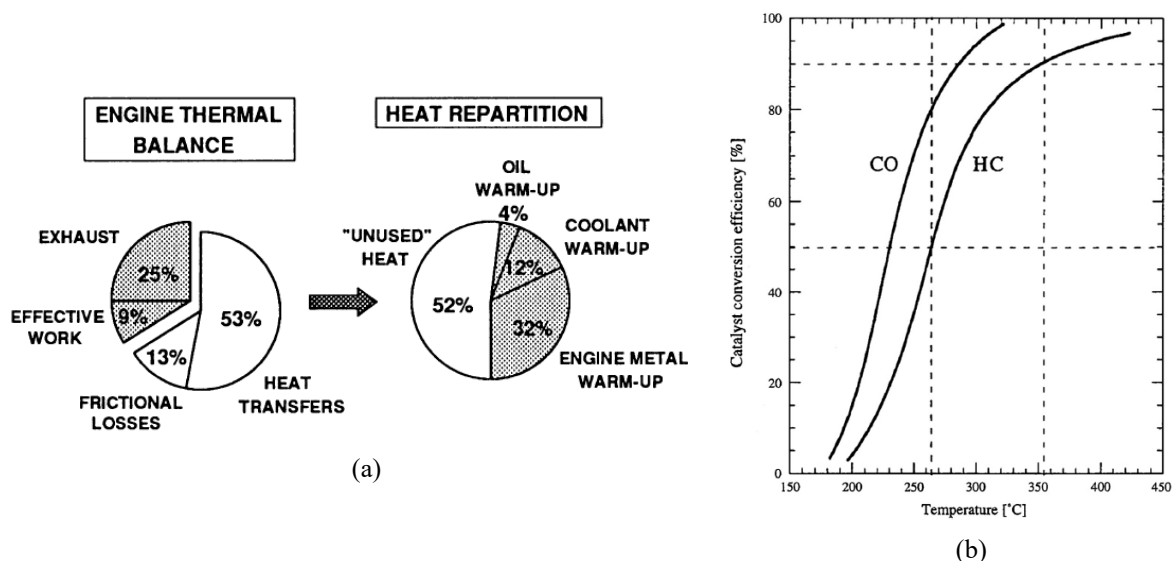 ENGINE THERMAL
BALANCE
EXHAUST
25%
EFFECTIVE
WORK
9%
13%
53%
FRICTIONAL
LOSSES
HEAT
TRANSFERS
HEAT REPARTITION
OIL
WARM-UP
4%
"UNUSED"
HEAT
COOLANT
WARM-UP
12%
52%
32%
ENGINE METAL
WARM-UP
(a)
Catalyst conversion efficiency [%]
100
80
60
40
20
0
CO
HC
150 200 250 300 350 400 450
Temperature [˚C]
(b)